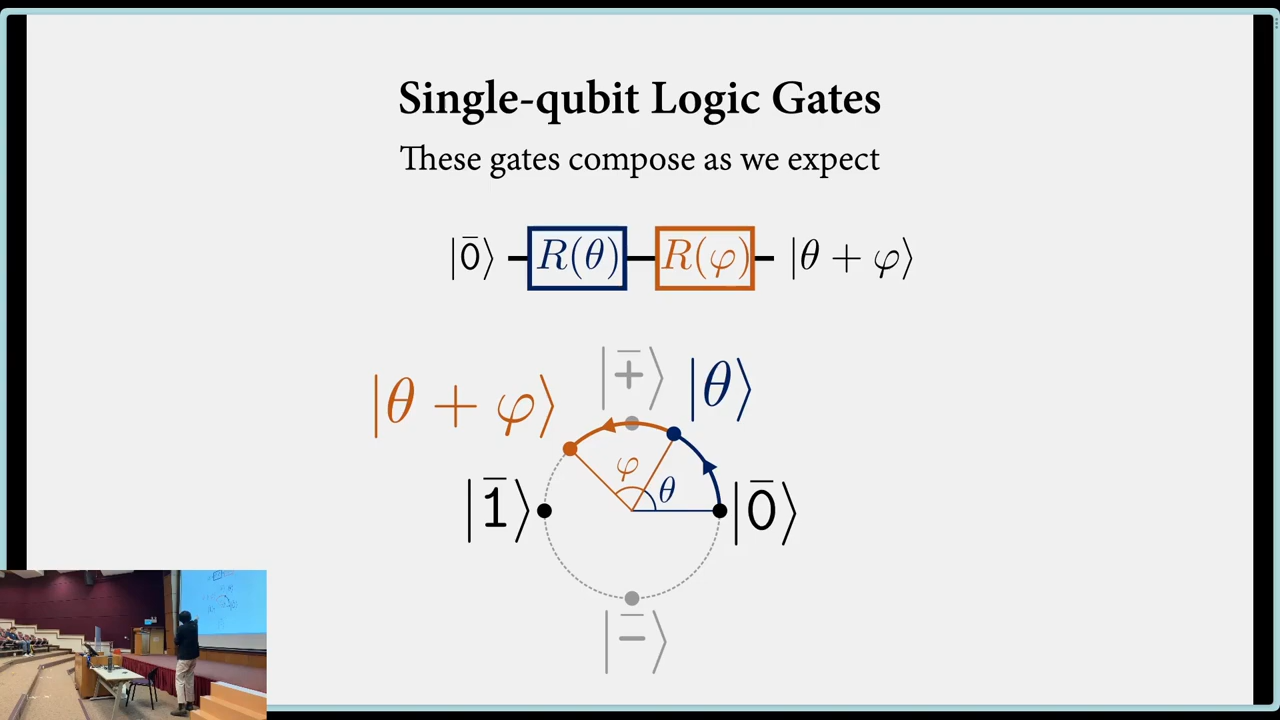 Single-qubit Logic Gates
These gates compose as we expect
|0̄⟩ R(θ) R(φ) |θ + φ⟩
|+̄⟩
|θ⟩
|θ + φ⟩
φ
θ
|1̄⟩
|0̄⟩
|−̄⟩